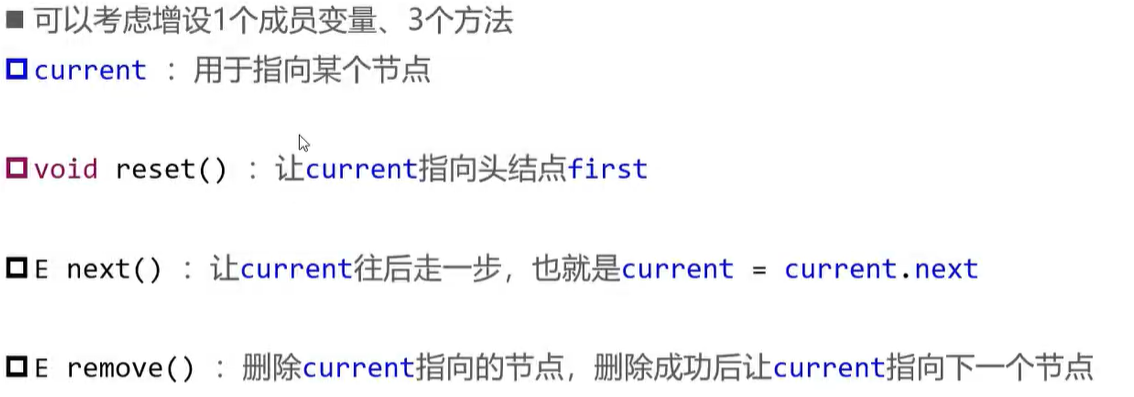 可以考虑增设1个成员变量、3个方法
current : 用于指向某个节点
void reset() : 让current指向头结点first
E next() : 让current往后走一步，也就是current = current.next
E remove() : 删除current指向的节点，删除成功后让current指向下一个节点